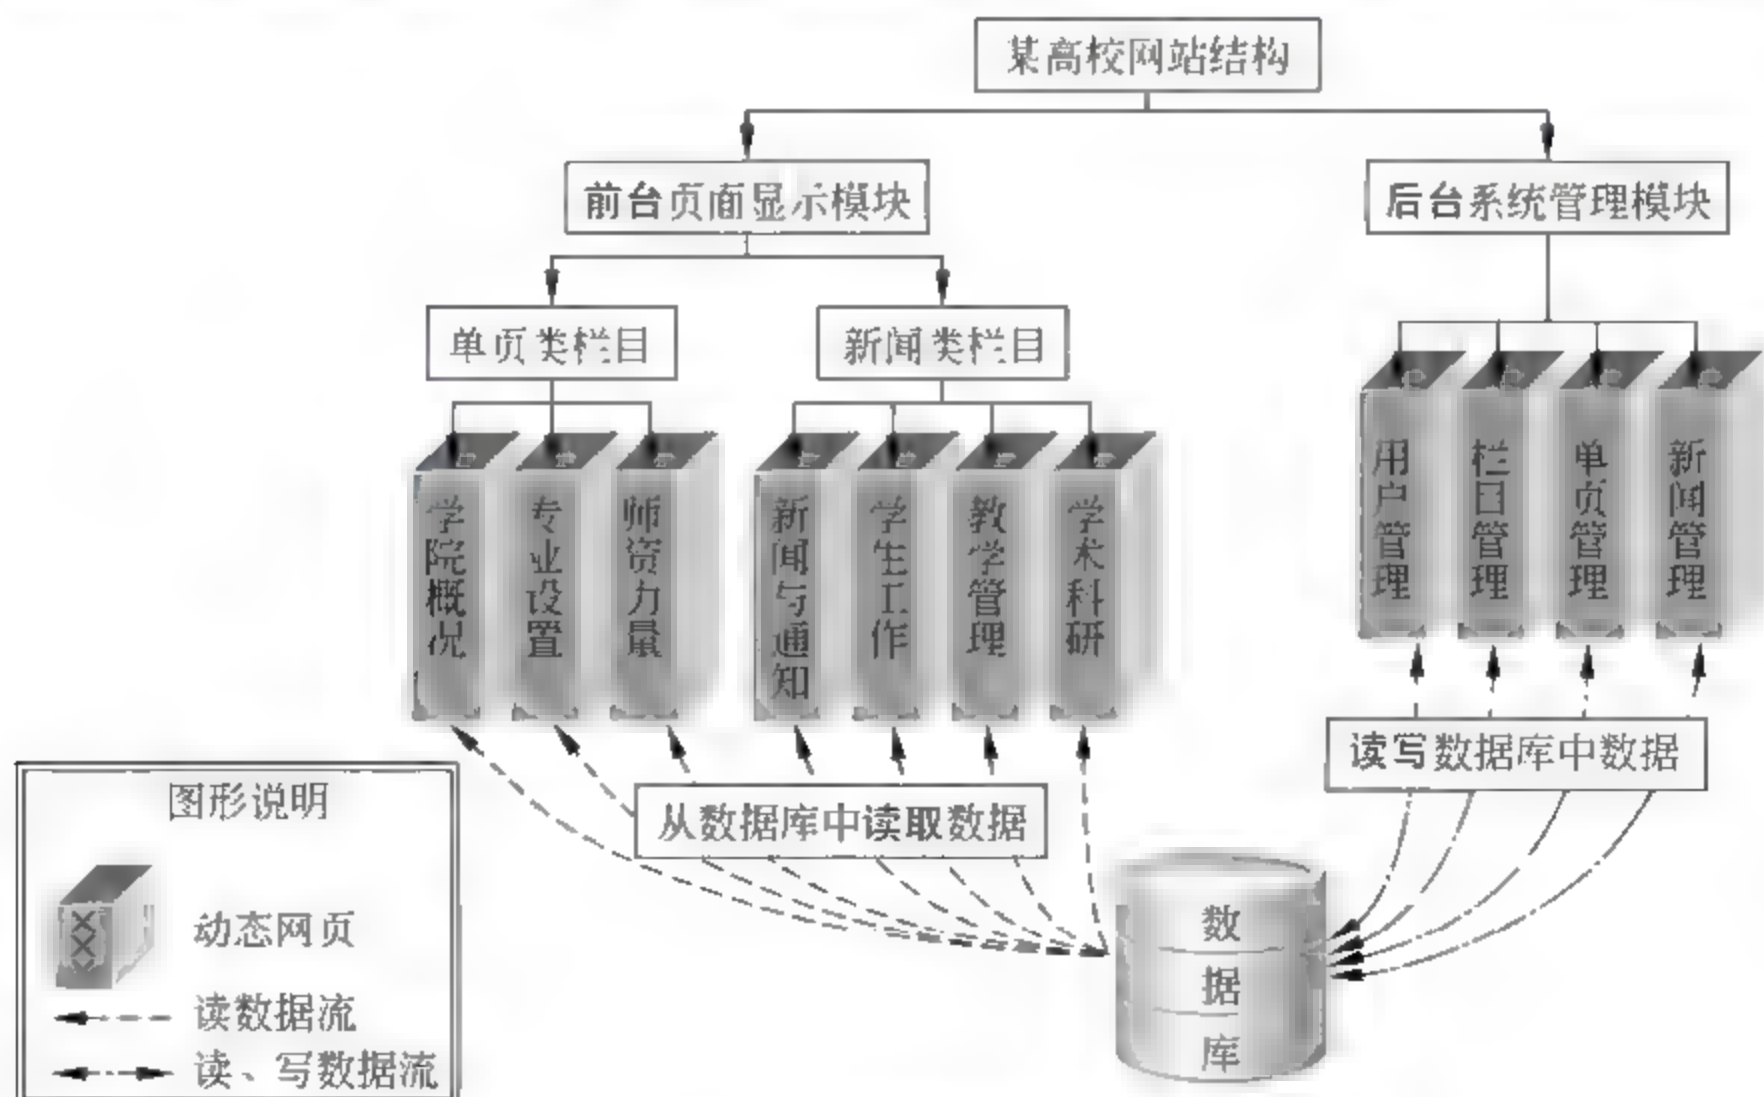 某高校网站结构
前台页面显示模块
后台系统管理模块
单页类栏目
新闻类栏目
学院概况
专业设置
师资力量
新闻与通知
学生工作
教学管理
学术科研
用户管理
栏目管理
单页管理
新闻管理
从数据库中读取数据
读写数据库中数据
数据库
图形说明
XX
动态网页
读数据流
读、写数据流